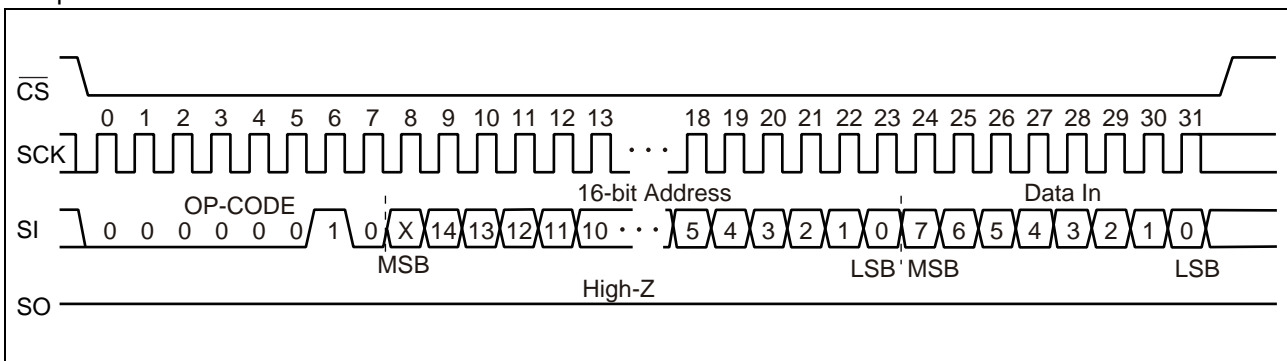 CS
0 1 2 3 4 5 6 7 8 9 10 11 12 13 18 19 20 21 22 23 24 25 26 27 28 29 30 31
SCK
· · ·
OP-CODE 16-bit Address Data In
SI 0 0 0 0 0 0 1 0 X 14 13 12 11 10 · · · 5 4 3 2 1 0 7 6 5 4 3 2 1 0
MSB LSB MSB LSB
High-Z
SO